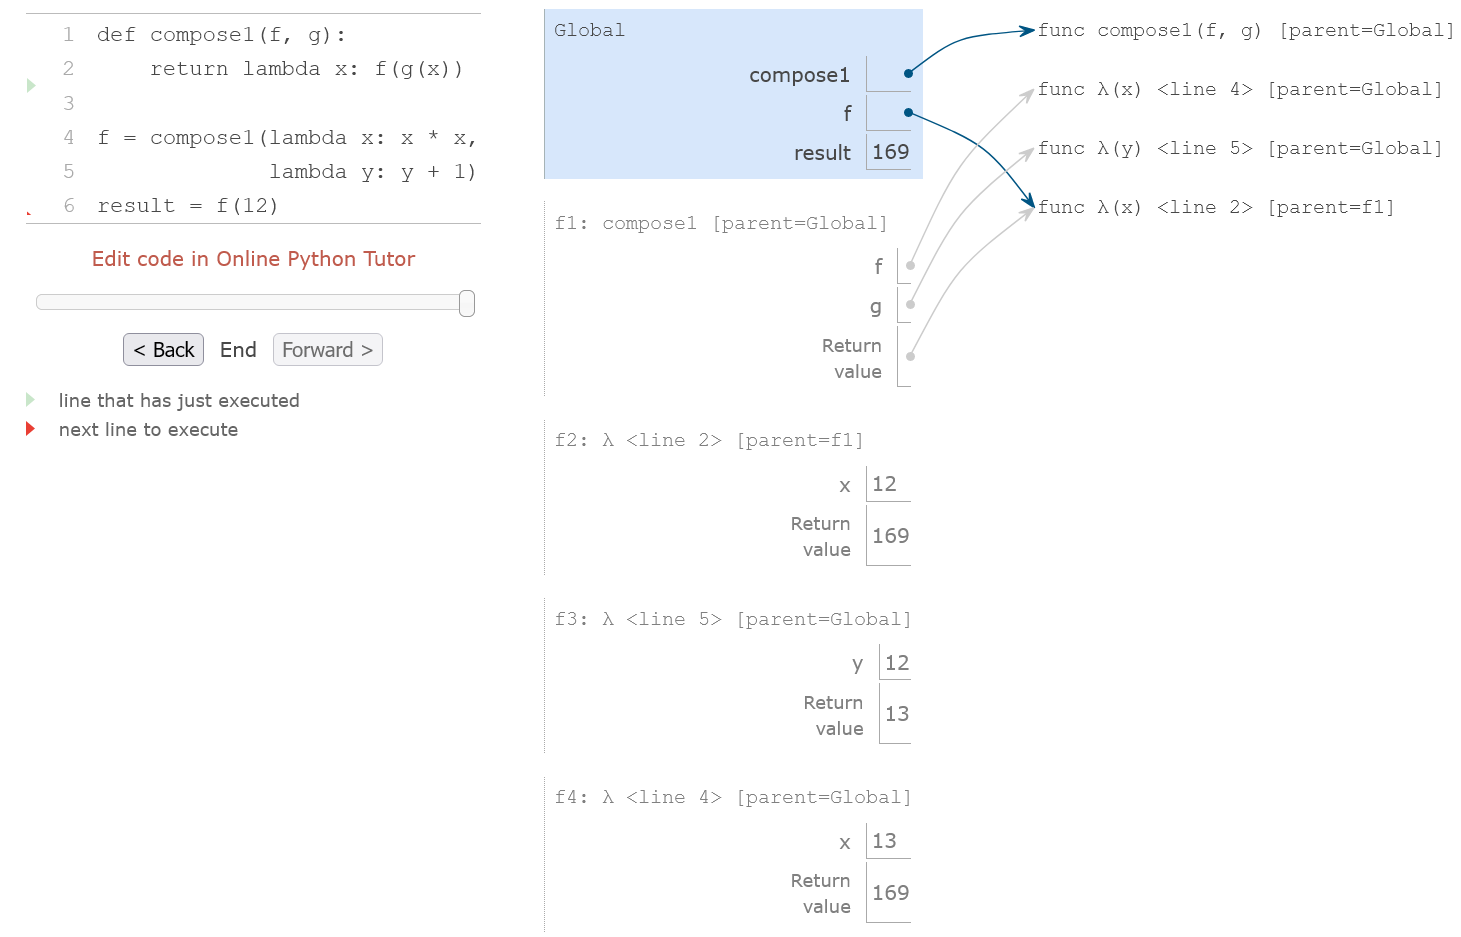 1 def compose1(f, g):
2 return lambda x: f(g(x))
3
4 f = compose1(lambda x: x * x,
5 lambda y: y + 1)
6 result = f(12)
Edit code in Online Python Tutor
< Back End Forward >
line that has just executed
next line to execute
Global
compose1
f
result 169
func compose1(f, g) [parent=Global]
func λ(x) <line 4> [parent=Global]
func λ(y) <line 5> [parent=Global]
func λ(x) <line 2> [parent=f1]
f1: compose1 [parent=Global]
f
g
Return
value
f2: λ <line 2> [parent=f1]
x 12
Return
value 169
f3: λ <line 5> [parent=Global]
y 12
Return
value 13
f4: λ <line 4> [parent=Global]
x 13
Return
value 169